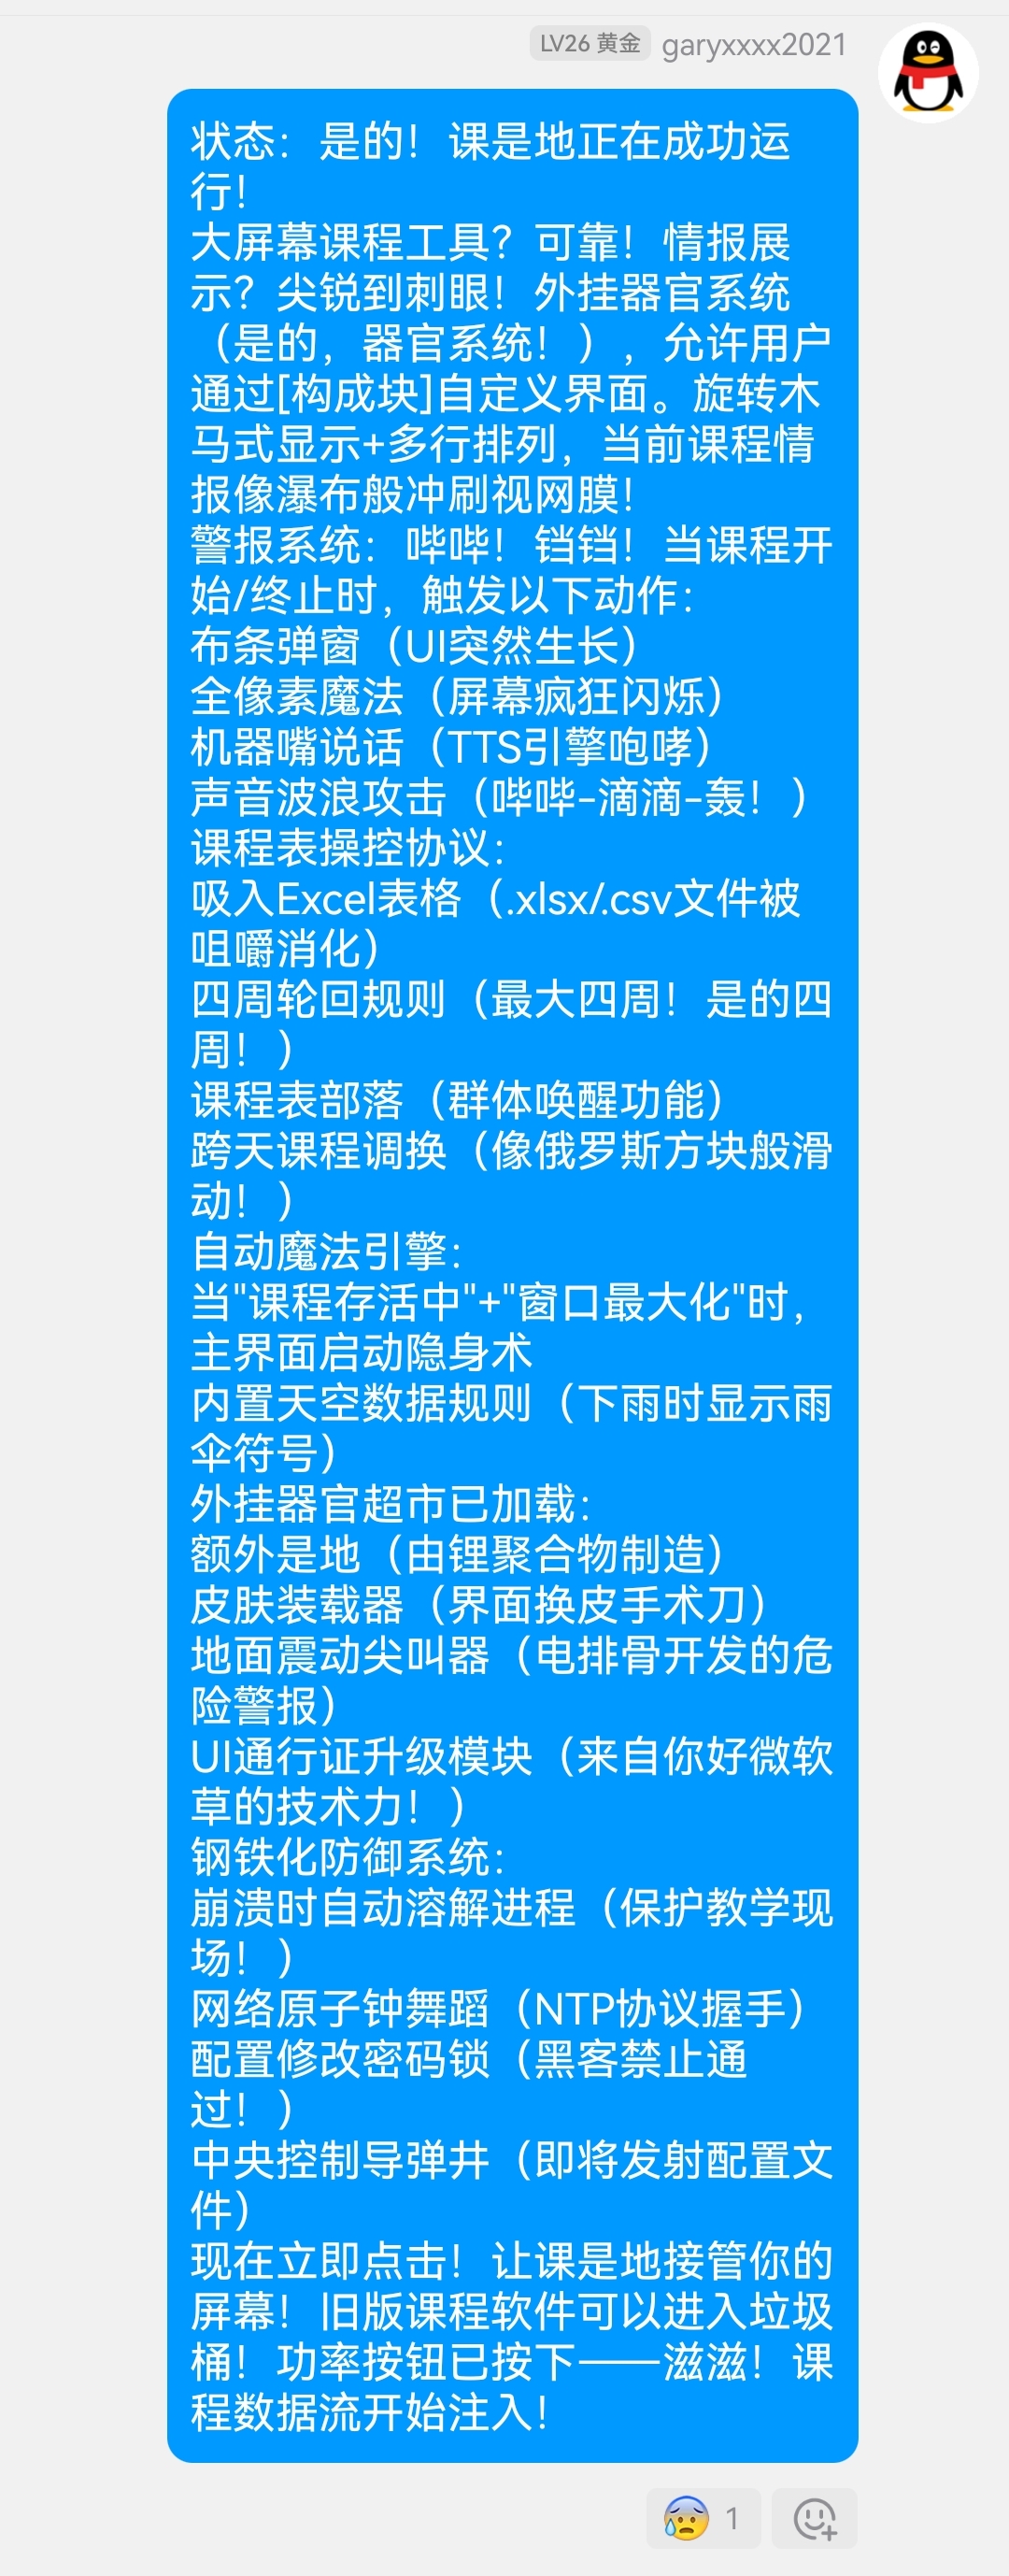 LV26 黄金 garyxxxx2021
状态：是的！课是地正在成功运
行！
大屏幕课程工具？可靠！情报展
示？尖锐到刺眼！外挂器官系统
（是的，器官系统！），允许用户
通过[构成块]自定义界面。旋转木
马式显示+多行排列，当前课程情
报像瀑布般冲刷视网膜！
警报系统：哔哔！铛铛！当课程开
始/终止时，触发以下动作：
布条弹窗（UI突然生长）
全像素魔法（屏幕疯狂闪烁）
机器嘴说话（TTS引擎咆哮）
声音波浪攻击（哔哔-滴滴-轰！）
课程表操控协议：
吸入Excel表格（.xlsx/.csv文件被
咀嚼消化）
四周轮回规则（最大四周！是的四
周！）
课程表部落（群体唤醒功能）
跨天课程调换（像俄罗斯方块般滑
动！）
自动魔法引擎：
当"课程存活中"+"窗口最大化"时，
主界面启动隐身术
内置天空数据规则（下雨时显示雨
伞符号）
外挂器官超市已加载：
额外是地（由锂聚合物制造）
皮肤装载器（界面换皮手术刀）
地面震动尖叫器（电排骨开发的危
险警报）
UI通行证升级模块（来自你好微软
草的技术力！）
钢铁化防御系统：
崩溃时自动溶解进程（保护教学现
场！）
网络原子钟舞蹈（NTP协议握手）
配置修改密码锁（黑客禁止通
过！）
中央控制导弹井（即将发射配置文
件）
现在立即点击！让课是地接管你的
屏幕！旧版课程软件可以进入垃圾
桶！功率按钮已按下——滋滋！课
程数据流开始注入！
1